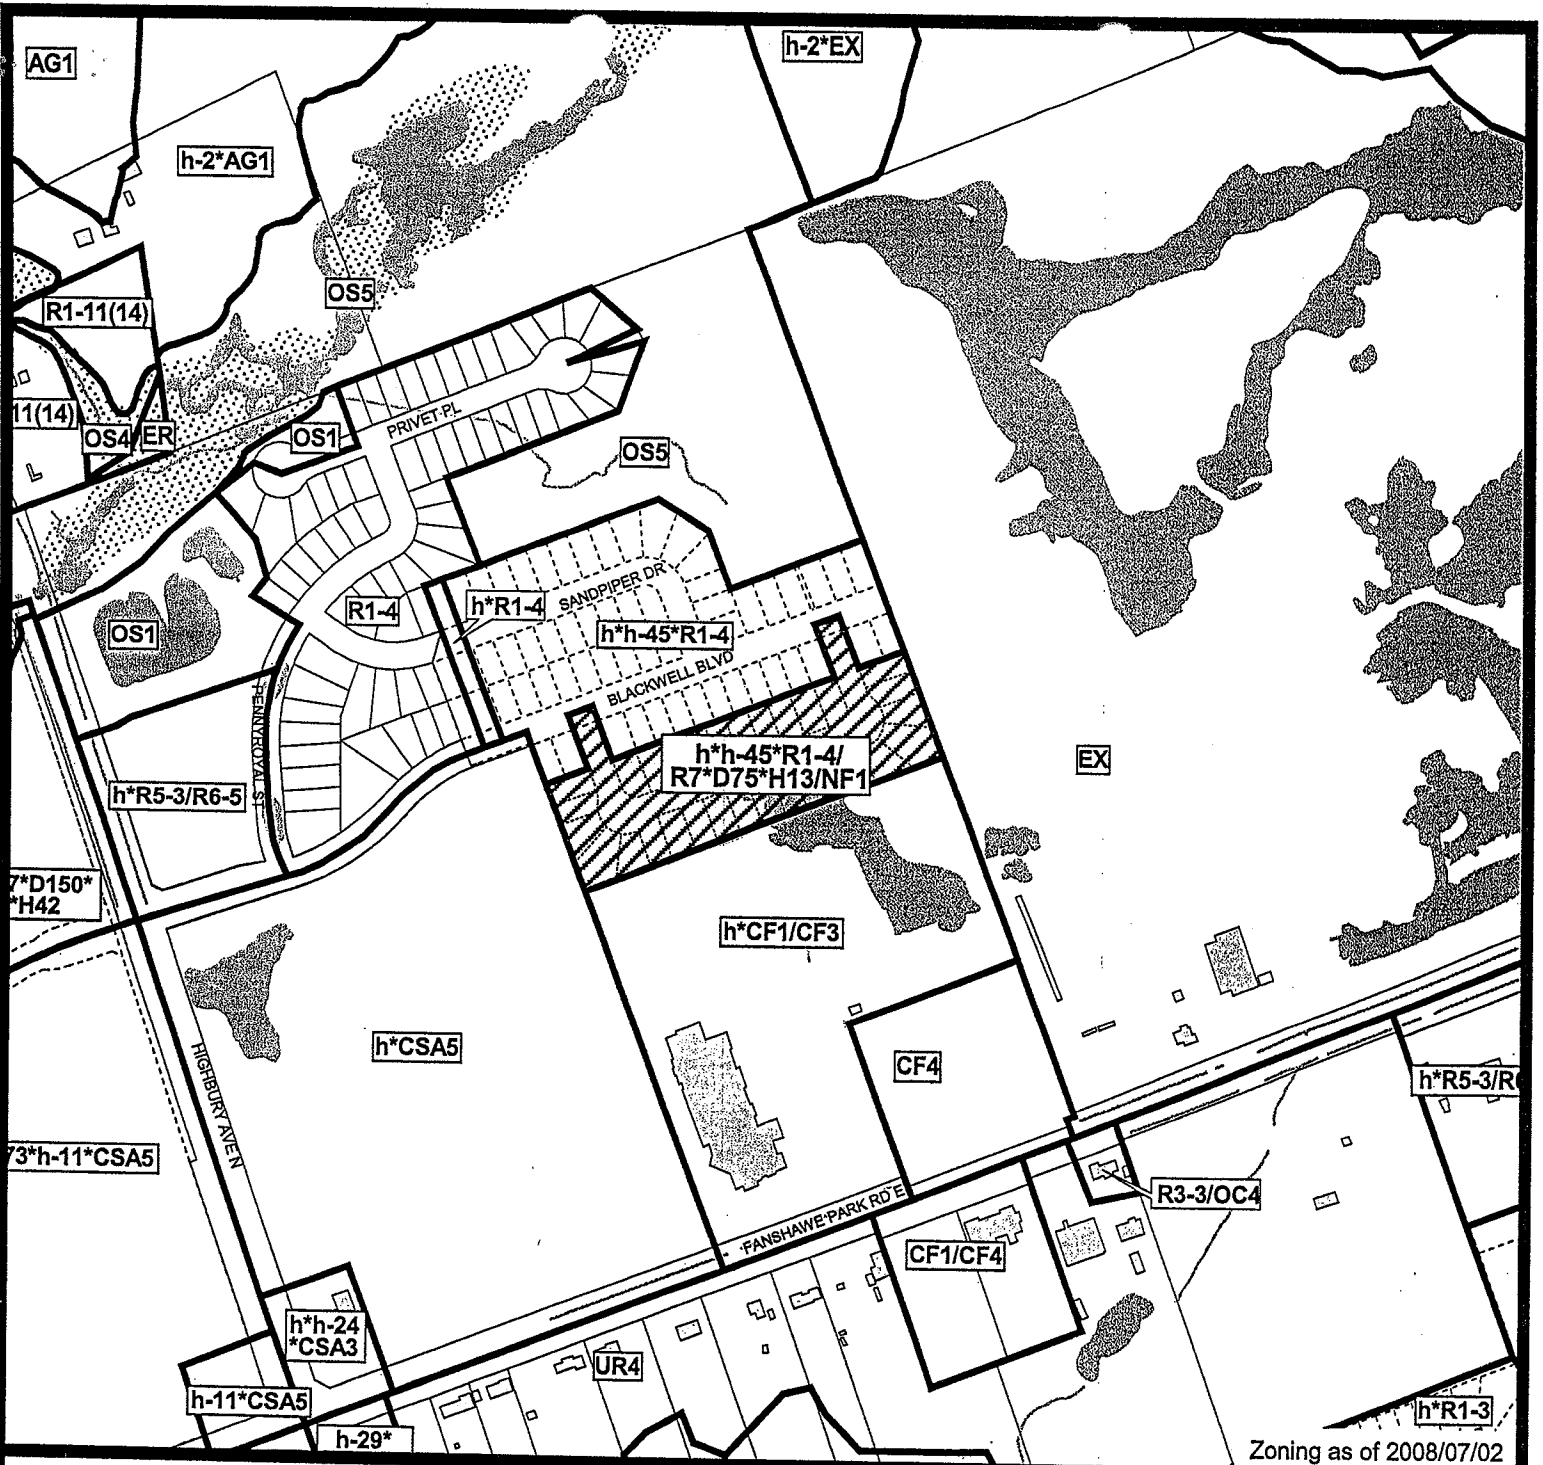 AG1
h-2*EX
h-2*AG1
OS5
R1-11(14)
11(14)
OS4
ER
OS1
PRIVET PL
OS5
SANDPIPER DR
R1-4
h*R1-4
OS1
h*h-45*R1-4
BLACKWELL BLVD
PENNYROYAL ST
h*h-45*R1-4/
R7*D75*H13/NF1
EX
h*R5-3/R6-5
7*D150*
*H42
h*CF1/CF3
h*CSA5
CF4
HIGHBURY AVE N
h*R5-3/R6
73*h-11*CSA5
R3-3/OC4
FANSHAWE PARK RD E
CF1/CF4
h*h-24
*CSA3
UR4
h-11*CSA5
h*R1-3
h-29*
Zoning as of 2008/07/02